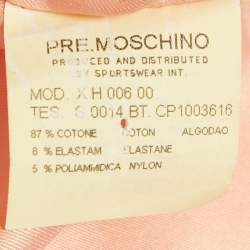 PRE.MOSCHINO
PRODUCED AND DISTRIBUTED
BY SPORTSWEAR INT.
MOD. X H 006 00
TES. S 0014 BT. CP1003616
87 % COTONE COTON ALGODAO
8 % ELASTAM ELASTANE
5 % POLIAMMIDICA NYLON